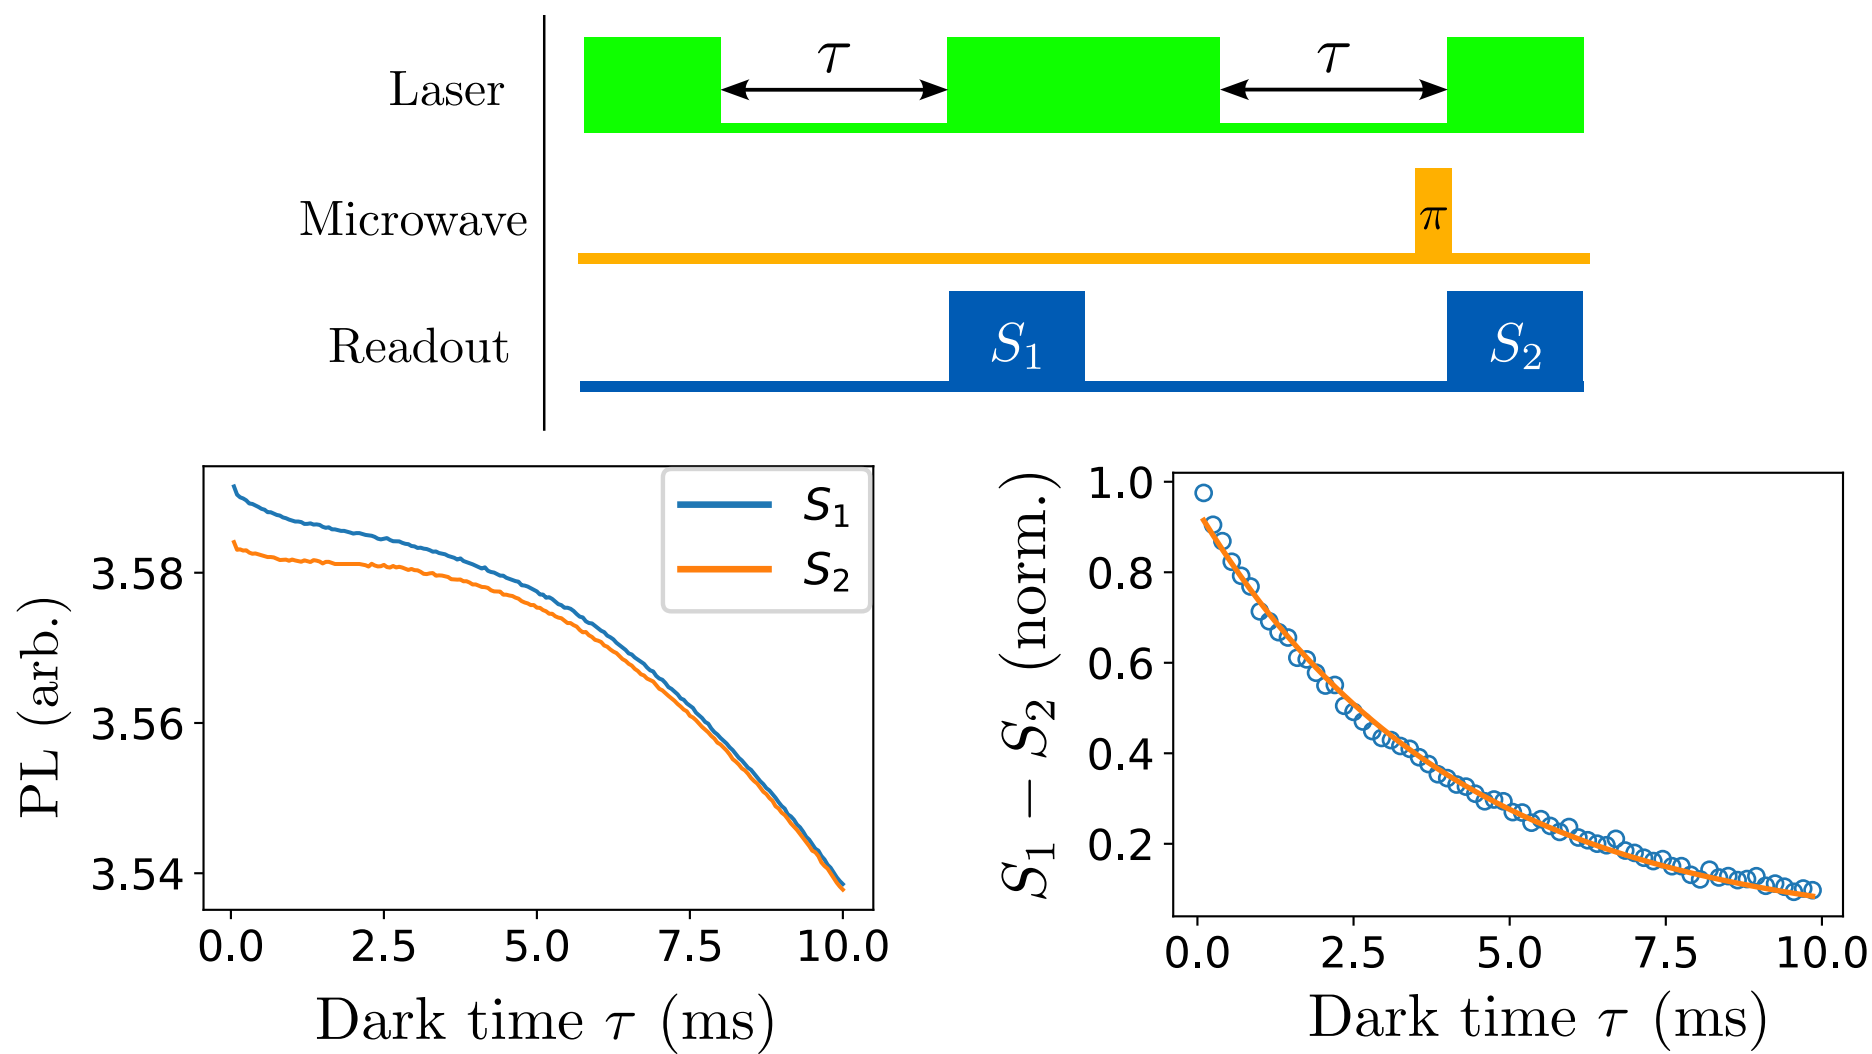 Laser
τ
τ
Microwave
π
Readout
S₁
S₂
PL (arb.)
3.58
3.56
3.54
S₁
S₂
0.0 2.5 5.0 7.5 10.0
Dark time τ (ms)
S₁ − S₂ (norm.)
1.0
0.8
0.6
0.4
0.2
0.0 2.5 5.0 7.5 10.0
Dark time τ (ms)